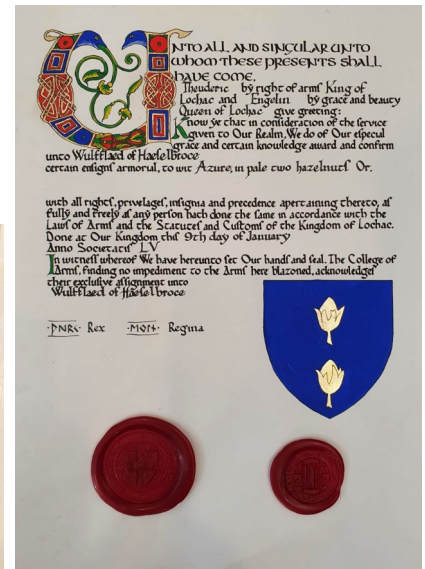 UNTO ALL AND SINGULAR UNTO
WHOM THESE PRESENTS SHALL
HAVE COME,
Theuderic by right of arms King of
Lochac and Engelin by grace and beauty
Queen of Lochac give greeting:
Know ye that in consideration of the service
given to Our Realm, We do of Our especial
grace and certain knowledge award and confirm
unto Wulfflaed of Haeselbroce
certain ensigns armorial, to wit Azure, in pale two hazelnuts Or.
with all rights, privelages, insignia and precedence apertaining thereto, as
fully and freely as any person hath done the same in accordance with the
Laws of Arms and the Statutes and Customs of the Kingdom of Lochac.
Done at Our Kingdom this 9th day of January
Anno Societatis LV
In witness whereof We have hereunto set Our hands and seal. The College of
Arms, finding no impediment to the Arms here blazoned, acknowledges
their exclusive assignment unto
Wulfflaed of Haeselbroce
Rex Regina